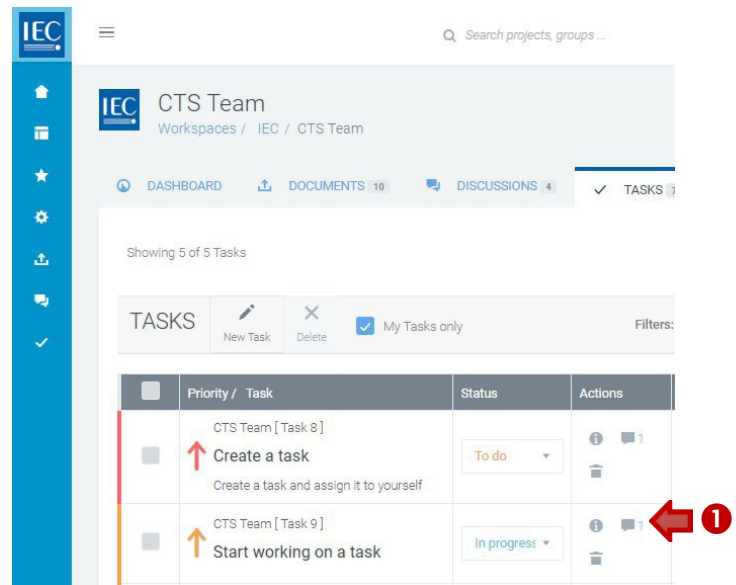 IEC
Search projects, groups ...
IEC
CTS Team
Workspaces / IEC / CTS Team
DASHBOARD DOCUMENTS 10 DISCUSSIONS 4 TASKS 7
Showing 5 of 5 Tasks
TASKS New Task Delete My Tasks only Filters:
Priority / Task Status Actions
CTS Team [ Task 8 ]
Create a task To do 1
Create a task and assign it to yourself
CTS Team [ Task 9 ] 1 1
Start working on a task In progress